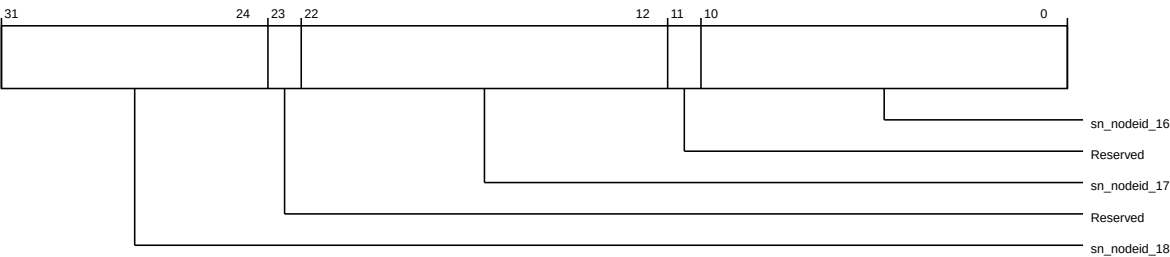 31 24 23 22 12 11 10 0
sn_nodeid_16
Reserved
sn_nodeid_17
Reserved
sn_nodeid_18